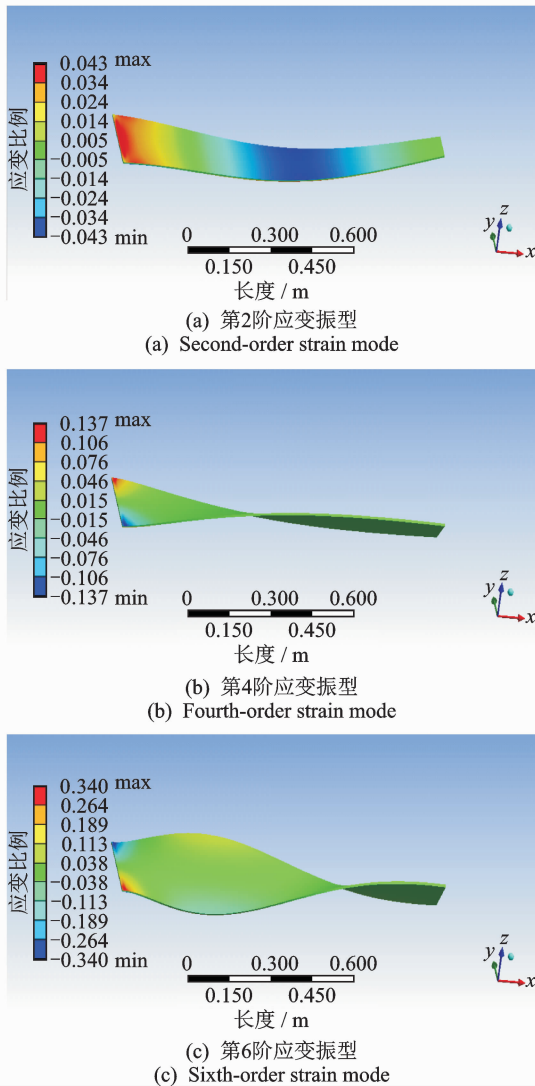 0.043 max
0.034
0.024
0.014
0.005
−0.005
−0.014
−0.024
−0.034
−0.043 min
应变比例
0 0.300 0.600
0.150 0.450
长度 / m
y z x
(a) 第2阶应变振型
(a) Second-order strain mode
0.137 max
0.106
0.076
0.046
0.015
−0.015
−0.046
−0.076
−0.106
−0.137 min
应变比例
0 0.300 0.600
0.150 0.450
长度 / m
y z x
(b) 第4阶应变振型
(b) Fourth-order strain mode
0.340 max
0.264
0.189
0.113
0.038
−0.038
−0.113
−0.189
−0.264
−0.340 min
应变比例
0 0.300 0.600
0.150 0.450
长度 / m
y z x
(c) 第6阶应变振型
(c) Sixth-order strain mode